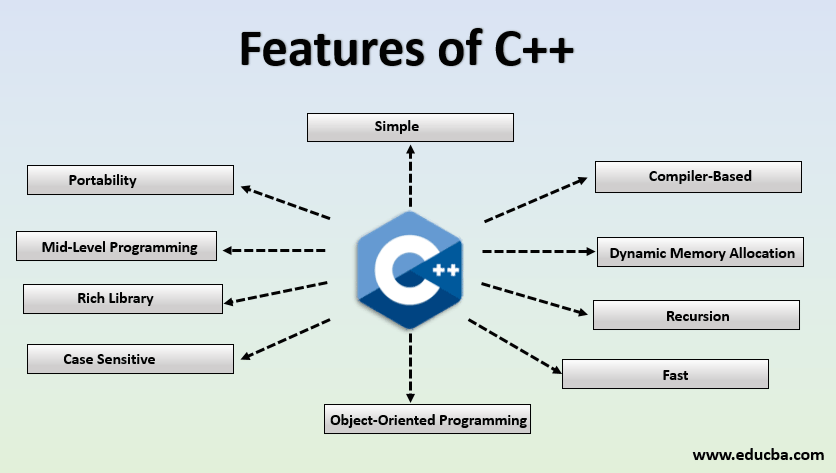 Features of C++
Simple
Portability
Compiler-Based
Mid-Level Programming
Dynamic Memory Allocation
Rich Library
Recursion
Case Sensitive
Fast
Object-Oriented Programming
C++
www.educba.com